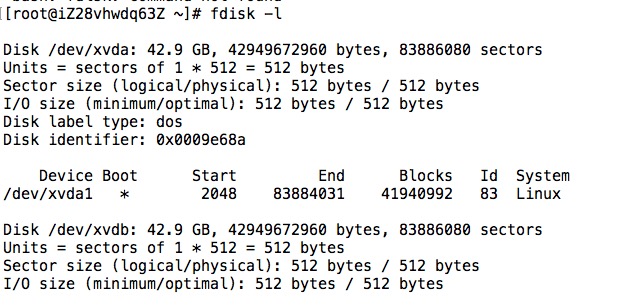 [root@iZ28vhwdq63Z ~]# fdisk -l
Disk /dev/xvda: 42.9 GB, 42949672960 bytes, 83886080 sectors
Units = sectors of 1 * 512 = 512 bytes
Sector size (logical/physical): 512 bytes / 512 bytes
I/O size (minimum/optimal): 512 bytes / 512 bytes
Disk label type: dos
Disk identifier: 0x0009e68a
Device Boot Start End Blocks Id System
/dev/xvda1 * 2048 83884031 41940992 83 Linux
Disk /dev/xvdb: 42.9 GB, 42949672960 bytes, 83886080 sectors
Units = sectors of 1 * 512 = 512 bytes
Sector size (logical/physical): 512 bytes / 512 bytes
I/O size (minimum/optimal): 512 bytes / 512 bytes